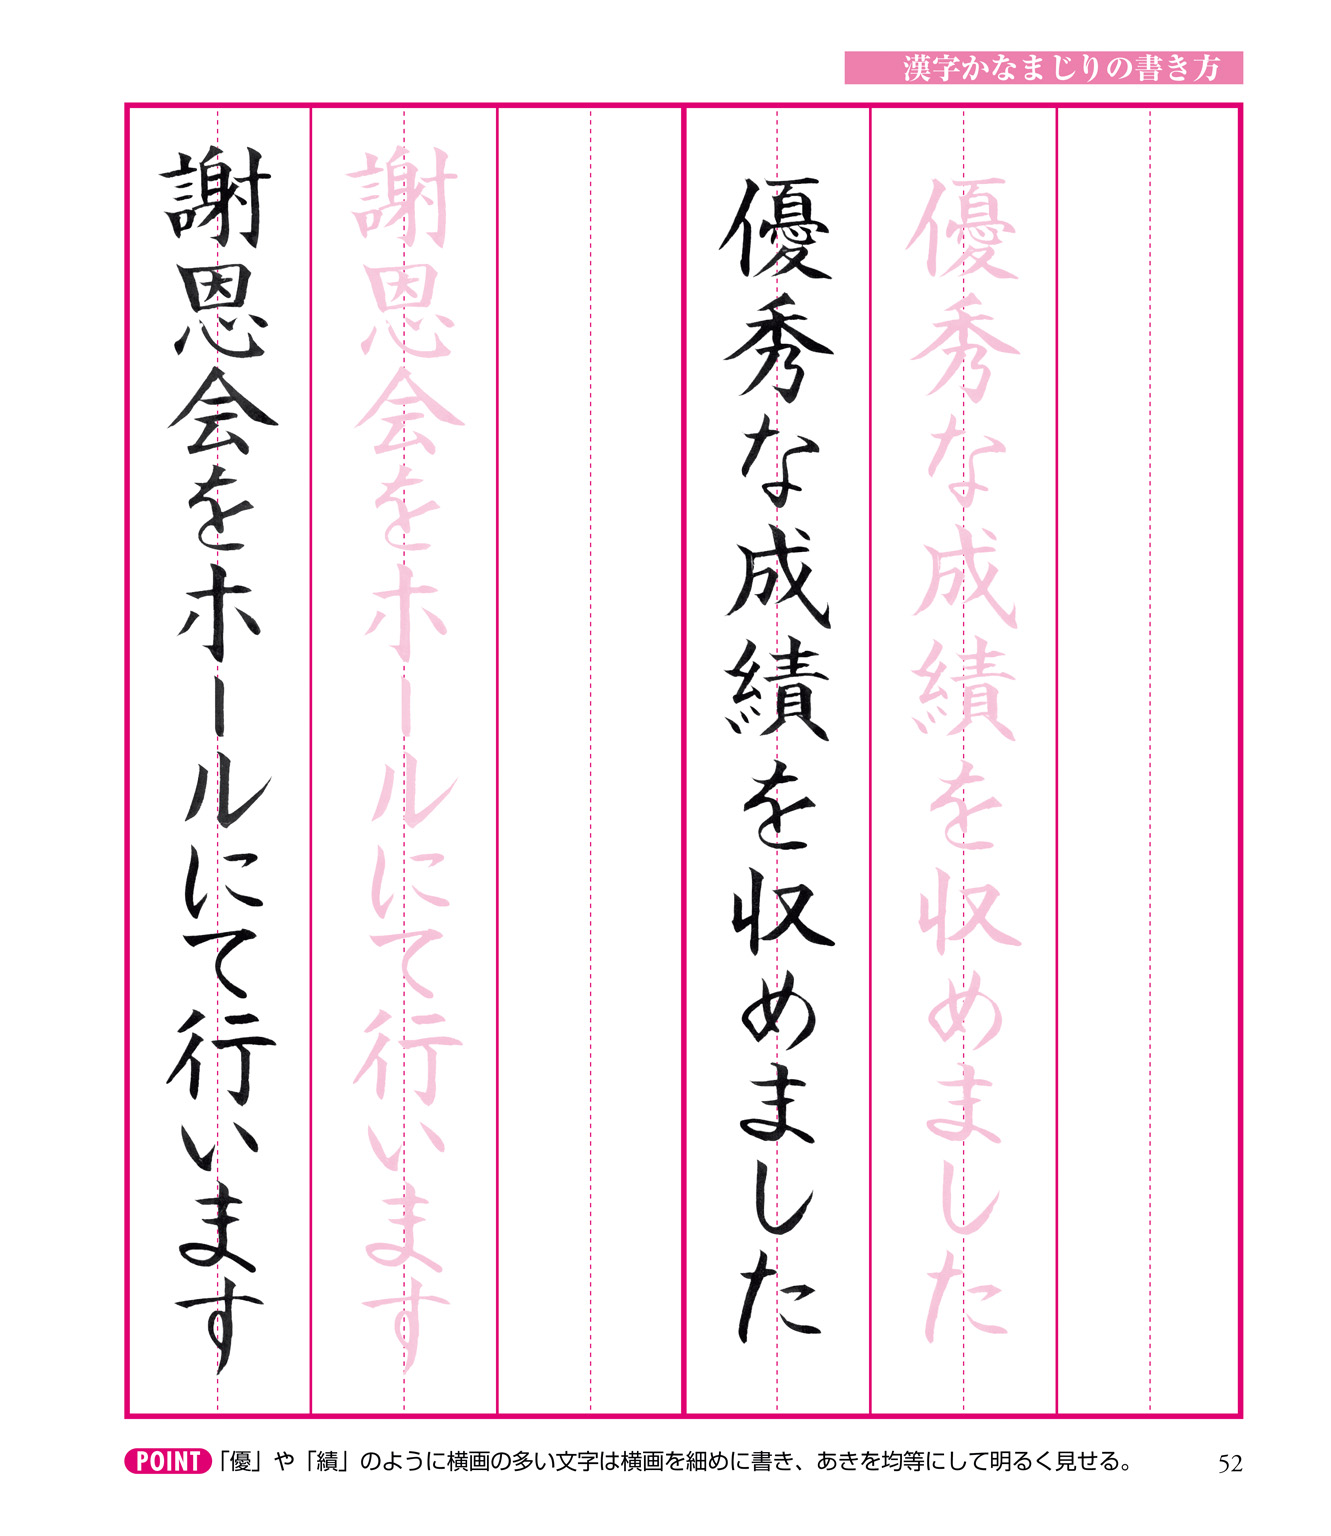 漢字かなまじりの書き方
優秀な成績を収めました
優秀な成績を収めました
謝恩会をホールにて行います
謝恩会をホールにて行います
POINT「優」や「績」のように横画の多い文字は横画を細めに書き、あきを均等にして明るく見せる。
52